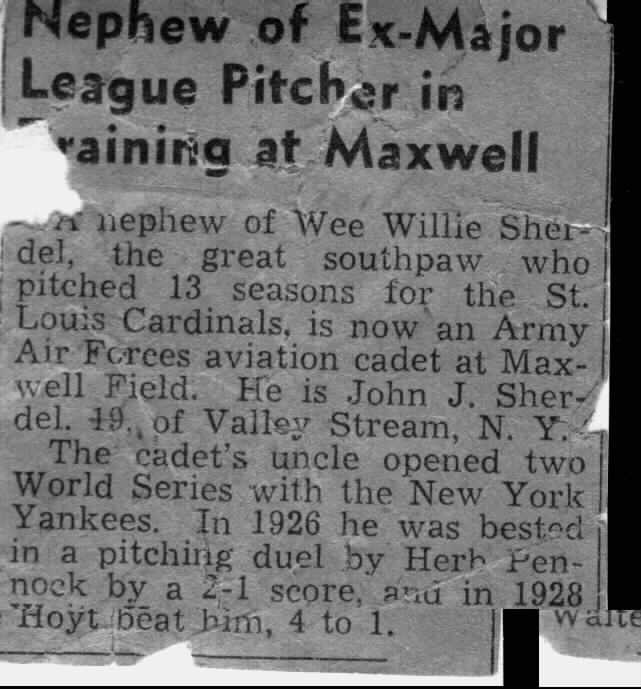 Nephew of Ex-Major
League Pitcher in
Training at Maxwell
A nephew of Wee Willie Sher-
del, the great southpaw who
pitched 13 seasons for the St.
Louis Cardinals, is now an Army
Air Forces aviation cadet at Max-
well Field. He is John J. Sher-
del. 19, of Valley Stream, N. Y.
The cadet's uncle opened two
World Series with the New York
Yankees. In 1926 he was bested
in a pitching duel by Herb Pen-
nock by a 2-1 score, and in 1928
Hoyt beat him, 4 to 1.
Walte